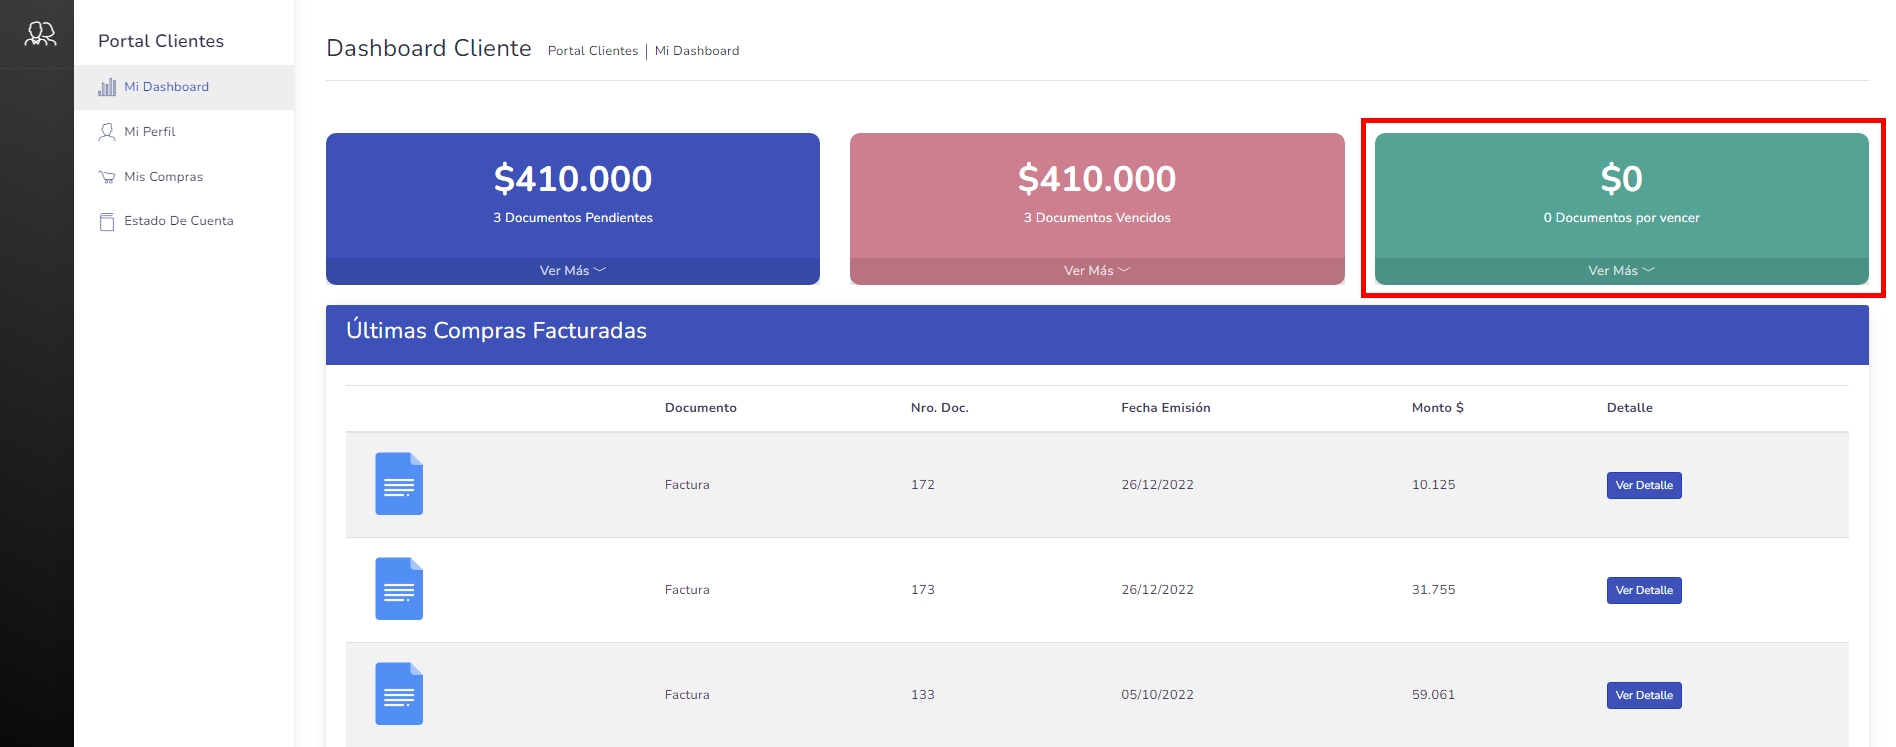 Portal Clientes
Mi Dashboard
Mi Perfil
Mis Compras
Estado De Cuenta
Dashboard Cliente Portal Clientes | Mi Dashboard
$410.000
3 Documentos Pendientes
Ver Más
$410.000
3 Documentos Vencidos
Ver Más
$0
0 Documentos por vencer
Ver Más
Últimas Compras Facturadas
Documento Nro. Doc. Fecha Emisión Monto $ Detalle
Factura 172 26/12/2022 10.125 Ver Detalle
Factura 173 26/12/2022 31.755 Ver Detalle
Factura 133 05/10/2022 59.061 Ver Detalle